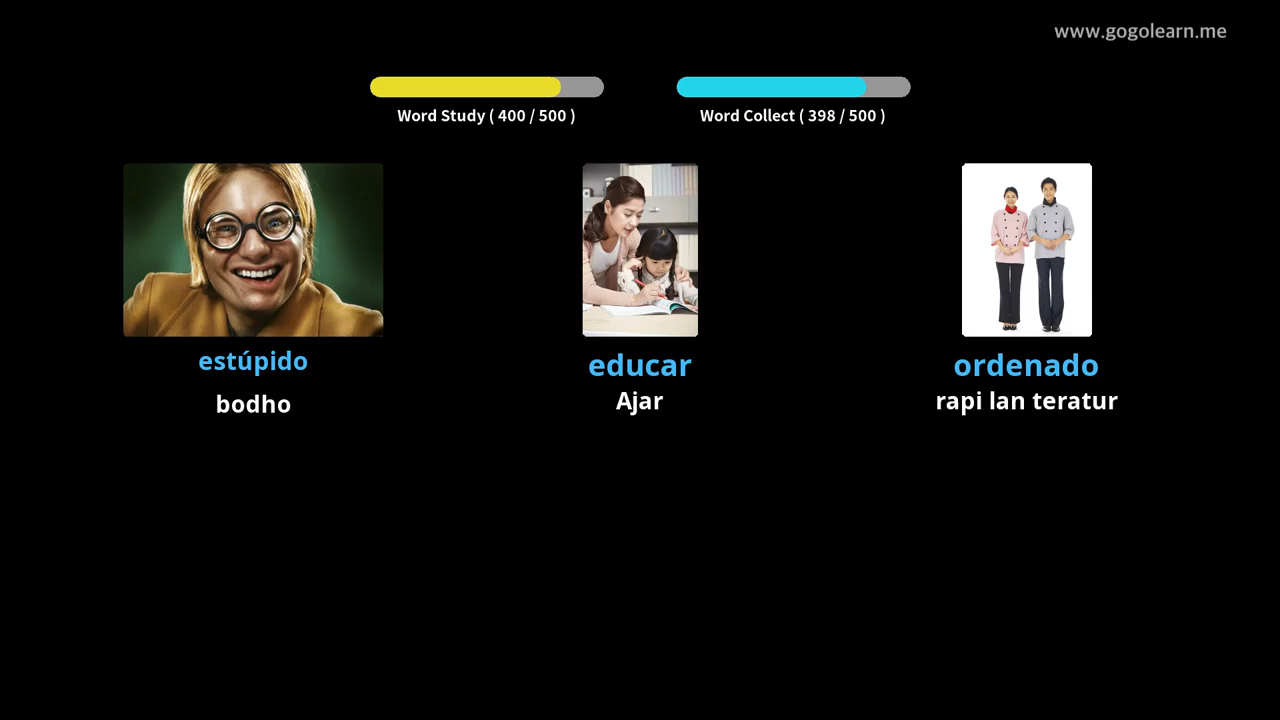 www.gogolearn.me
Word Study ( 400 / 500 )
Word Collect ( 398 / 500 )
estúpido
bodho
educar
Ajar
ordenado
rapi lan teratur